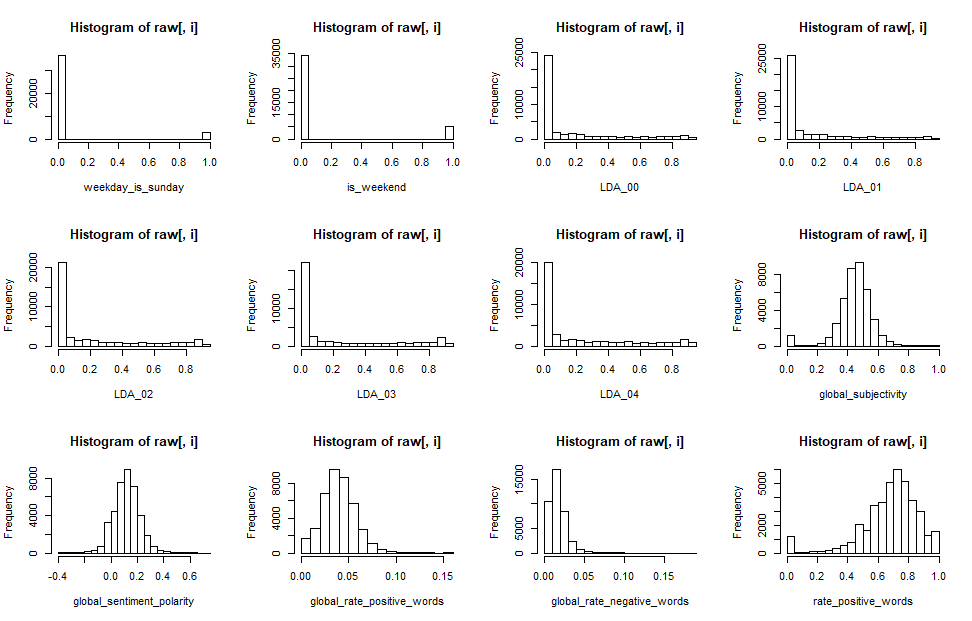 Histogram of raw[, i]
Frequency
0 20000
0.0 0.2 0.4 0.6 0.8 1.0
weekday_is_sunday
Histogram of raw[, i]
Frequency
0 15000 35000
0.0 0.2 0.4 0.6 0.8 1.0
is_weekend
Histogram of raw[, i]
Frequency
0 10000 25000
0.0 0.2 0.4 0.6 0.8
LDA_00
Histogram of raw[, i]
Frequency
0 10000 25000
0.2 0.4 0.6 0.8
LDA_01
Histogram of raw[, i]
Frequency
0 10000 20000
0.0 0.2 0.4 0.6 0.8
LDA_02
Histogram of raw[, i]
Frequency
0 10000
0.0 0.2 0.4 0.6 0.8
LDA_03
Histogram of raw[, i]
Frequency
0 10000 20000
0.0 0.2 0.4 0.6 0.8
LDA_04
Histogram of raw[, i]
Frequency
0 4000 8000
0.0 0.2 0.4 0.6 0.8 1.0
global_subjectivity
Histogram of raw[, i]
Frequency
0 4000 8000
-0.4 0.0 0.2 0.4 0.6
global_sentiment_polarity
Histogram of raw[, i]
Frequency
0 4000 8000
0.00 0.05 0.10 0.15
global_rate_positive_words
Histogram of raw[, i]
Frequency
0 5000 15000
0.00 0.05 0.10 0.15
global_rate_negative_words
Histogram of raw[, i]
Frequency
0 2000 5000
0.0 0.2 0.4 0.6 0.8 1.0
rate_positive_words